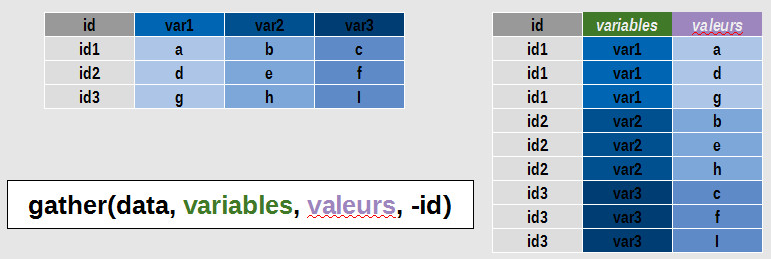 id var1 var2 var3
id1 a b c
id2 d e f
id3 g h I
gather(data, variables, valeurs, -id)
id variables valeurs
id1 var1 a
id1 var1 d
id1 var1 g
id2 var2 b
id2 var2 e
id2 var2 h
id3 var3 c
id3 var3 f
id3 var3 I